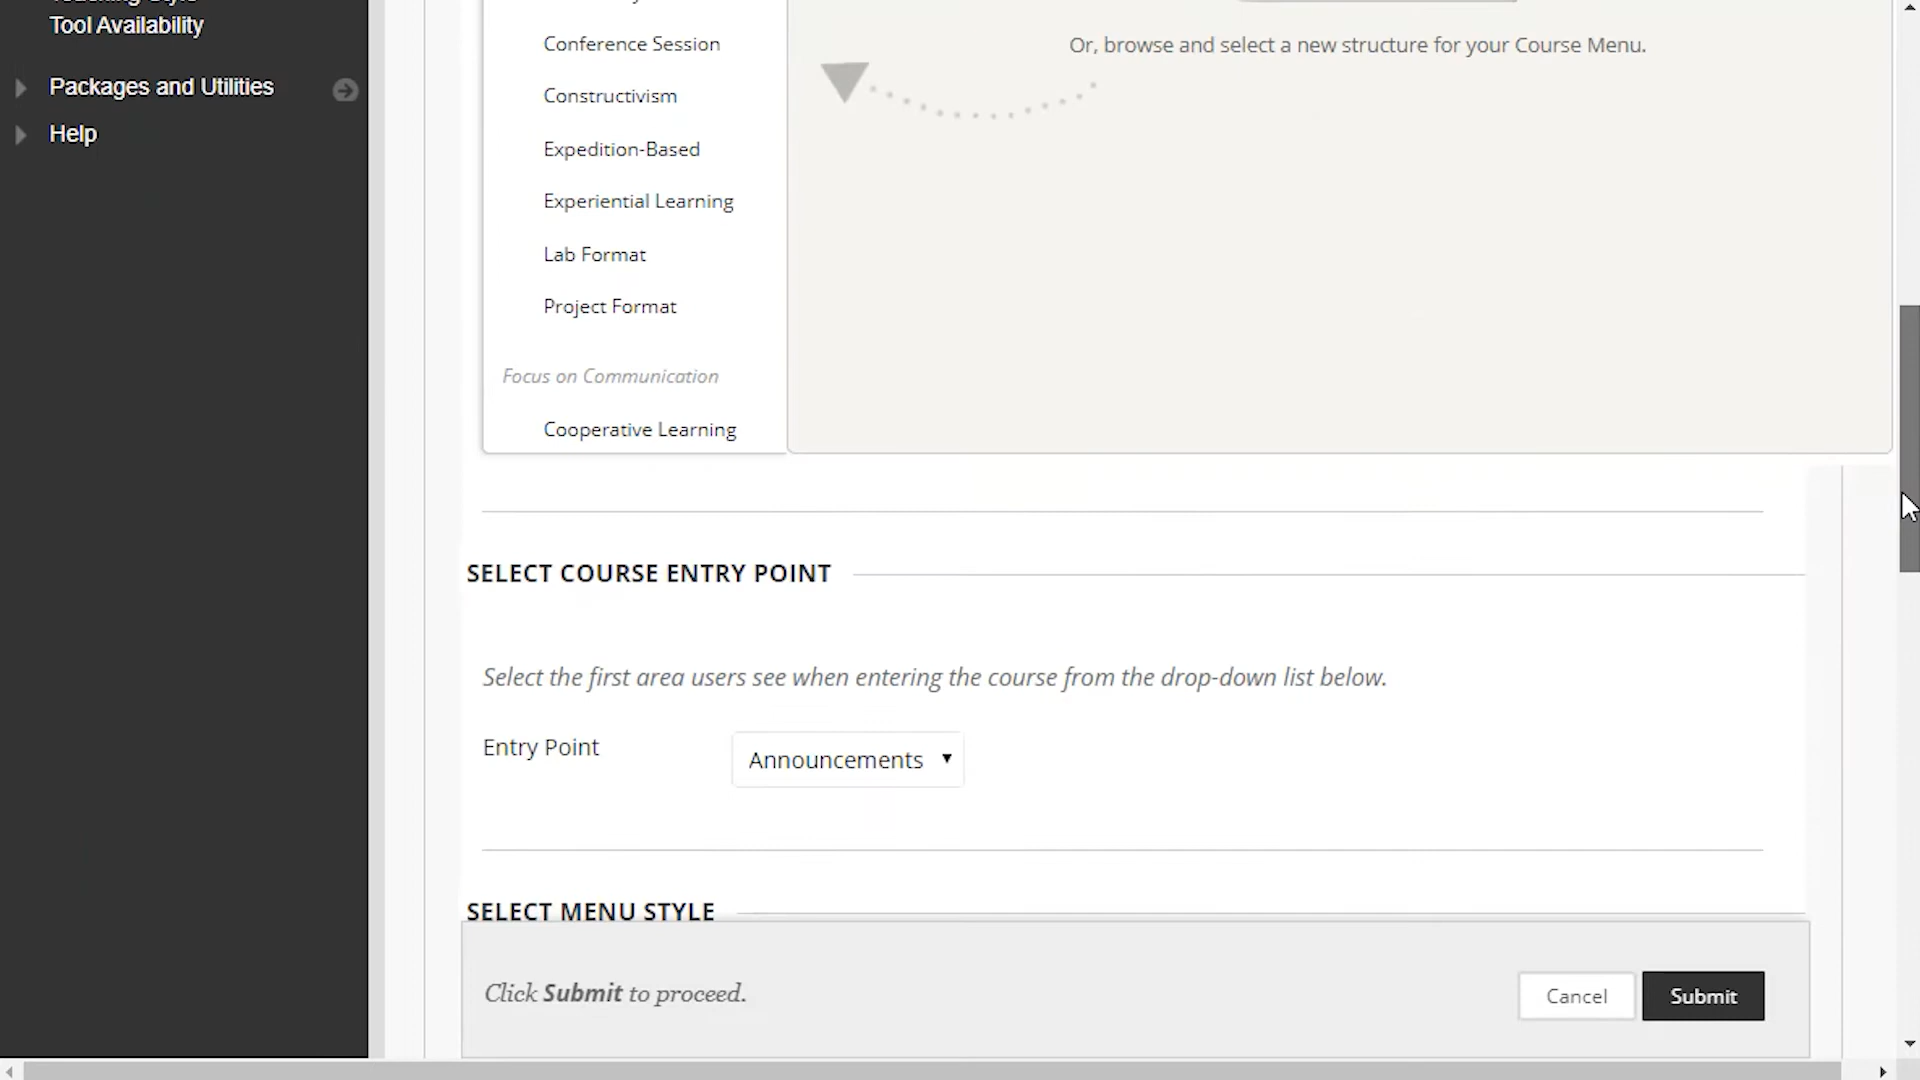 Tool Availability
Packages and Utilities
Help
Conference Session
Constructivism
Expedition-Based
Experiential Learning
Lab Format
Project Format
Focus on Communication
Cooperative Learning
Or, browse and select a new structure for your Course Menu.
SELECT COURSE ENTRY POINT
Select the first area users see when entering the course from the drop-down list below.
Entry Point
Announcements
SELECT MENU STYLE
Click Submit to proceed.
Cancel
Submit